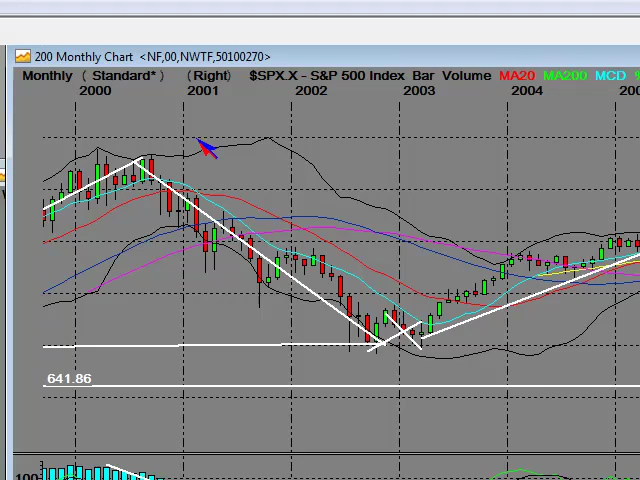 200 Monthly Chart <NF,00,NWTF,50100270>
Monthly ( Standard* ) (Right) $SPX.X - S&P 500 Index Bar Volume MA20 MA200 MCD %
2000 2001 2002 2003 2004 200
641.86
100